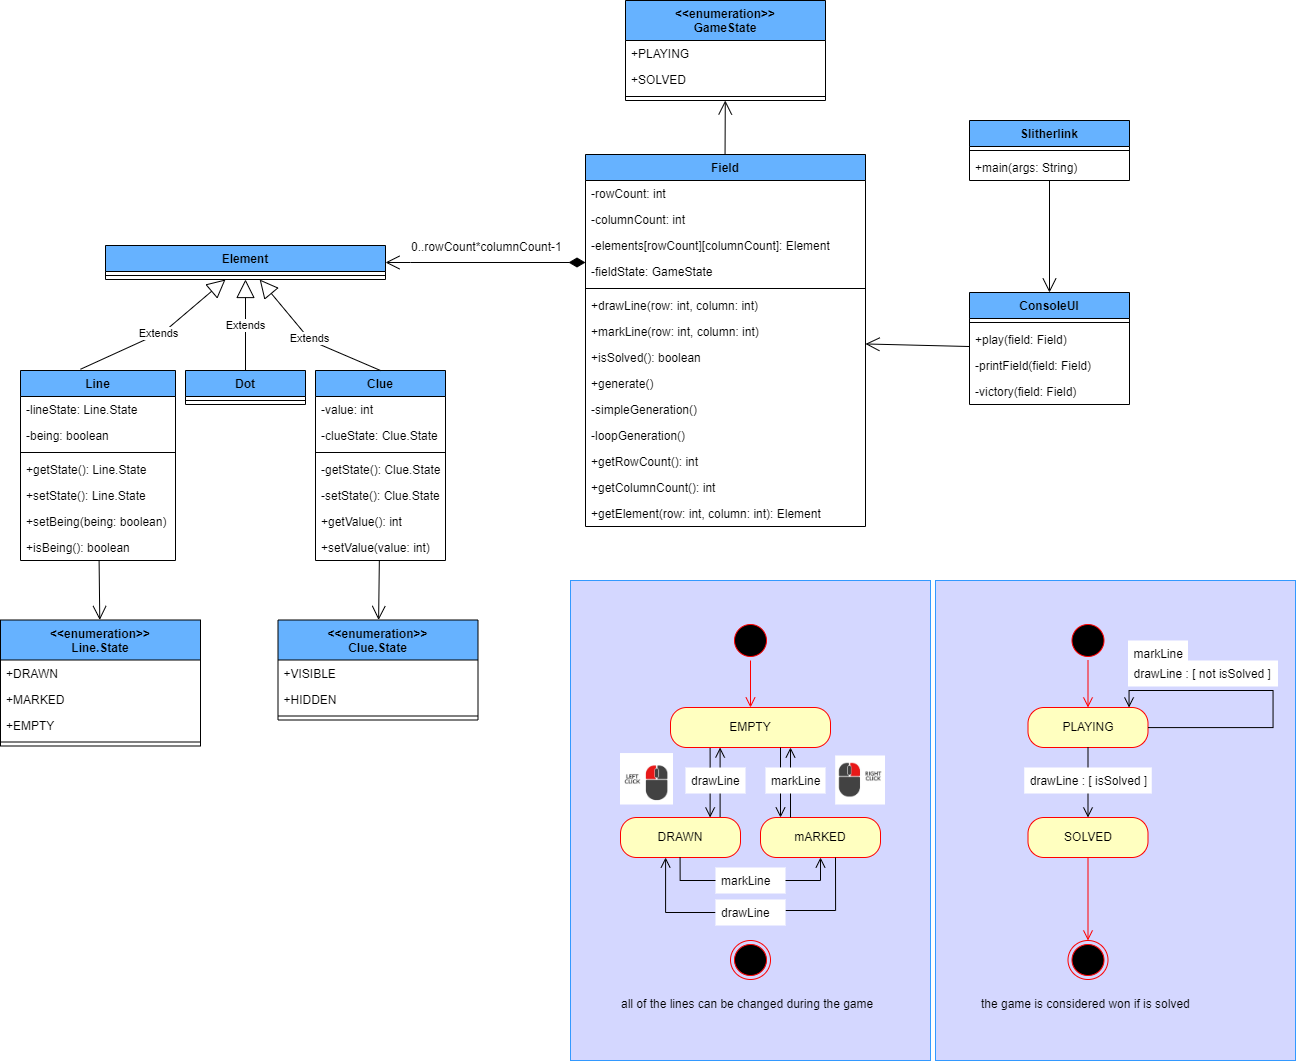 <<enumeration>>
GameState
+PLAYING
+SOLVED
Slitherlink
+main(args: String)
Field
-rowCount: int
-columnCount: int
-elements[rowCount][columnCount]: Element
-fieldState: GameState
+drawLine(row: int, column: int)
+markLine(row: int, column: int)
+isSolved(): boolean
+generate()
-simpleGeneration()
-loopGeneration()
+getRowCount(): int
+getColumnCount(): int
+getElement(row: int, column: int): Element
0..rowCount*columnCount-1
Element
ConsoleUI
+play(field: Field)
-printField(field: Field)
-victory(field: Field)
Extends
Extends
Extends
Line
-lineState: Line.State
-being: boolean
+getState(): Line.State
+setState(): Line.State
+setBeing(being: boolean)
+isBeing(): boolean
Dot
Clue
-value: int
-clueState: Clue.State
-getState(): Clue.State
-setState(): Clue.State
+getValue(): int
+setValue(value: int)
<<enumeration>>
Line.State
+DRAWN
+MARKED
+EMPTY
<<enumeration>>
Clue.State
+VISIBLE
+HIDDEN
EMPTY
LEFT
CLICK
drawLine
markLine
RIGHT
CLICK
DRAWN
mARKED
markLine
drawLine
all of the lines can be changed during the game
markLine
drawLine : [ not isSolved ]
PLAYING
drawLine : [ isSolved ]
SOLVED
the game is considered won if is solved